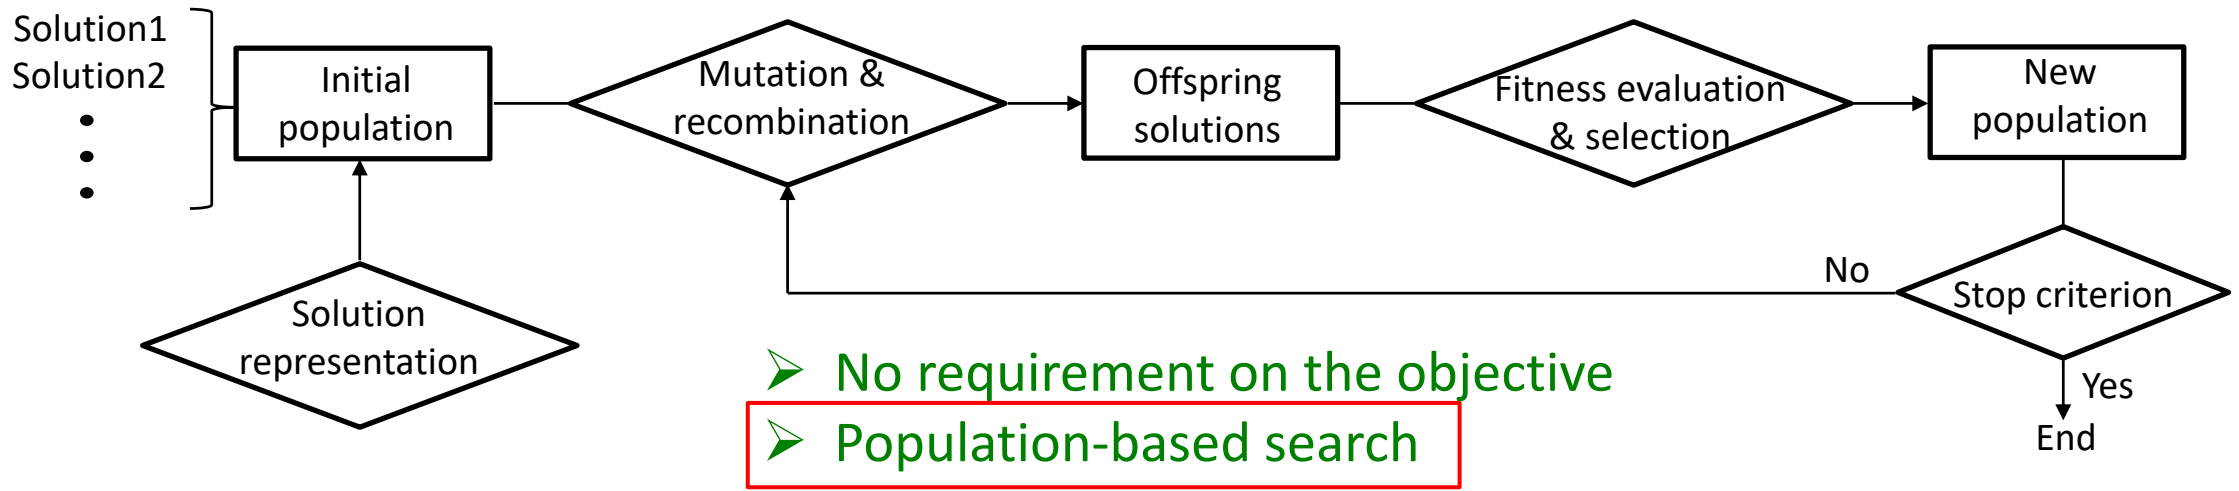 Solution1
Solution2
Initial
population
Mutation &
recombination
Offspring
solutions
Fitness evaluation
& selection
New
population
Solution
representation
No
Stop criterion
Yes
End
No requirement on the objective
Population-based search